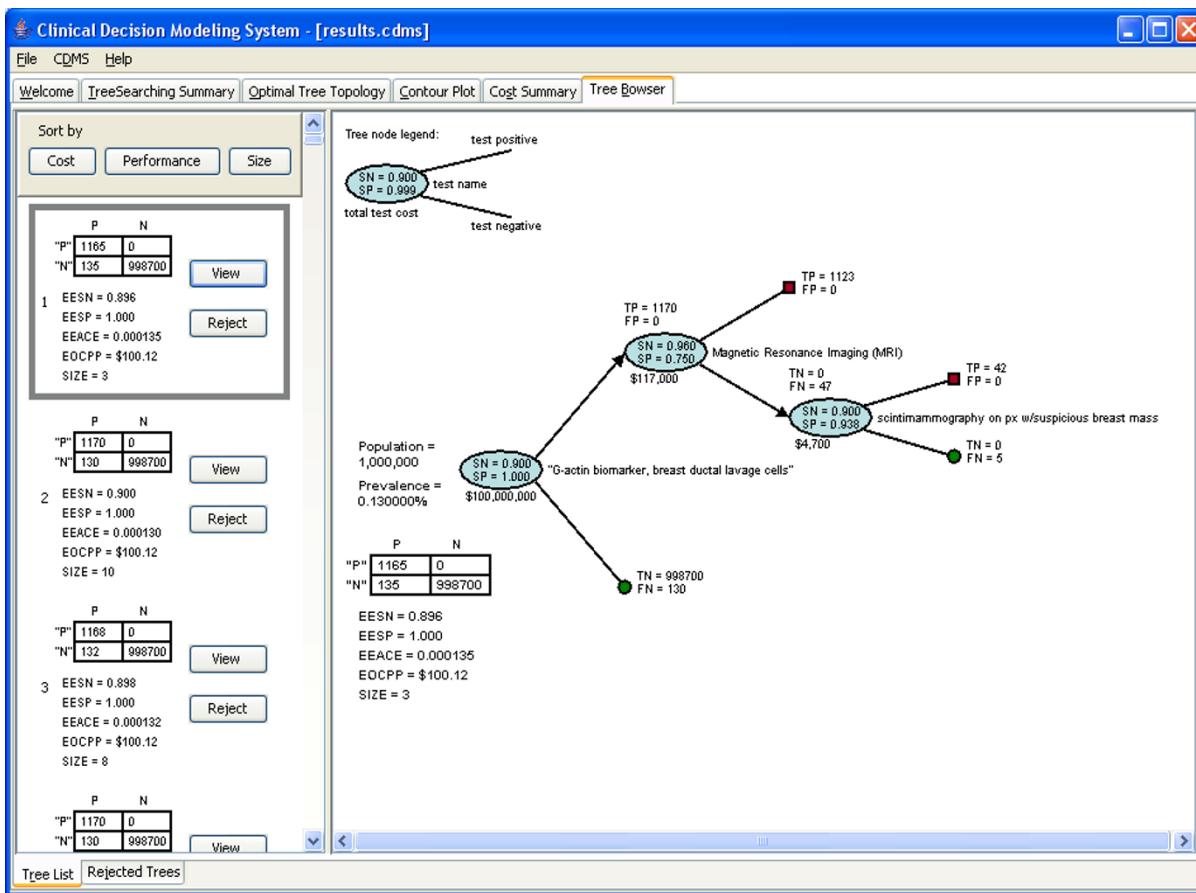 Clinical Decision Modeling System - [results.cdms]
File CDMS Help
Welcome TreeSearching Summary Optimal Tree Topology Contour Plot Cost Summary Tree Bowser
Sort by
Cost Performance Size
P N
"P" 1165 0
"N" 135 998700
View
1 EESN = 0.896
Reject
EESP = 1.000
EEACE = 0.000135
EOCPP = $100.12
SIZE = 3
P N
"P" 1170 0
"N" 130 998700
View
2 EESN = 0.900
Reject
EESP = 1.000
EEACE = 0.000130
EOCPP = $100.12
SIZE = 10
P N
"P" 1168 0
"N" 132 998700
View
3 EESN = 0.898
Reject
EESP = 1.000
EEACE = 0.000132
EOCPP = $100.12
SIZE = 8
P N
"P" 1170 0
"N" 130 998700
View
Tree List Rejected Trees
Tree node legend:
test positive
SN = 0.900
SP = 0.999
test name
total test cost
test negative
TP = 1123
FP = 0
TP = 1170
FP = 0
SN = 0.960
SP = 0.750
Magnetic Resonance Imaging (MRI)
$117,000
TN = 0
FN = 47
TP = 42
FP = 0
SN = 0.900
SP = 0.938
scintimammography on px w/suspicious breast mass
$4,700
TN = 0
FN = 5
Population =
1,000,000
Prevalence =
0.130000%
SN = 0.900
SP = 1.000
"G-actin biomarker, breast ductal lavage cells"
$100,000,000
TN = 998700
FN = 130
P N
"P" 1165 0
"N" 135 998700
EESN = 0.896
EESP = 1.000
EEACE = 0.000135
EOCPP = $100.12
SIZE = 3